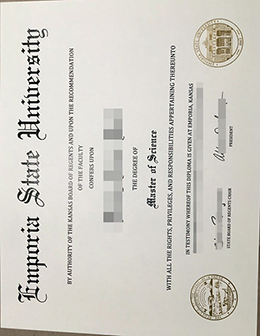 Emporia State University
BY AUTHORITY OF THE KANSAS BOARD OF REGENTS AND UPON THE RECOMMENDATION
OF THE FACULTY
CONFERS UPON
THE DEGREE OF
Master of Science
WITH ALL THE RIGHTS, PRIVILEGES, AND RESPONSIBILITIES APPERTAINING THEREUNTO
IN TESTIMONY WHEREOF THIS DIPLOMA IS GIVEN AT EMPORIA, KANSAS
PRESIDENT
STATE BOARD OF REGENTS CHAIR